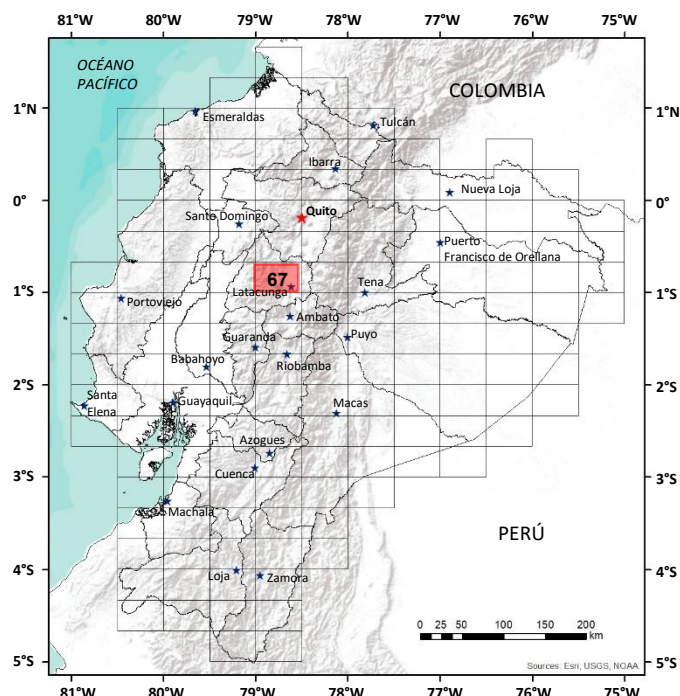 81°W 80°W 79°W 78°W 77°W 76°W 75°W
OCÉANO
PACÍFICO
COLOMBIA
1°N 1°N
Esmeraldas
Tulcán
Ibarra
Nueva Loja
0° 0°
Santo Domingo
Quito
Puerto
Francisco de Orellana
67
Latacunga
Tena
1°S 1°S
Portoviejo
Ambato
Guaranda
Puyo
Babahoyo
Riobamba
2°S 2°S
Santa
Elena
Guayaquil
Macas
Azogues
Cuenca
3°S 3°S
Machala
PERÚ
Loja
Zamora
4°S 4°S
0 25 50 100 150 200
km
5°S 5°S
Sources: Esri, USGS, NOAA
81°W 80°W 79°W 78°W 77°W 76°W 75°W